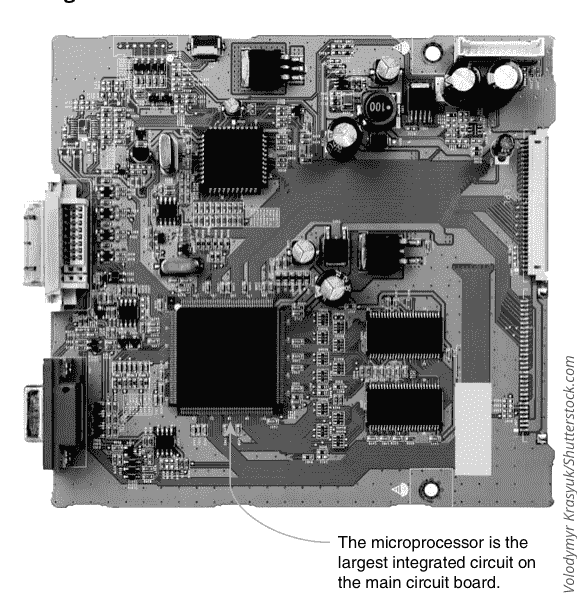 100
The microprocessor is the
largest integrated circuit on
the main circuit board.
Volodymyr Krasyuk/Shutterstock.com